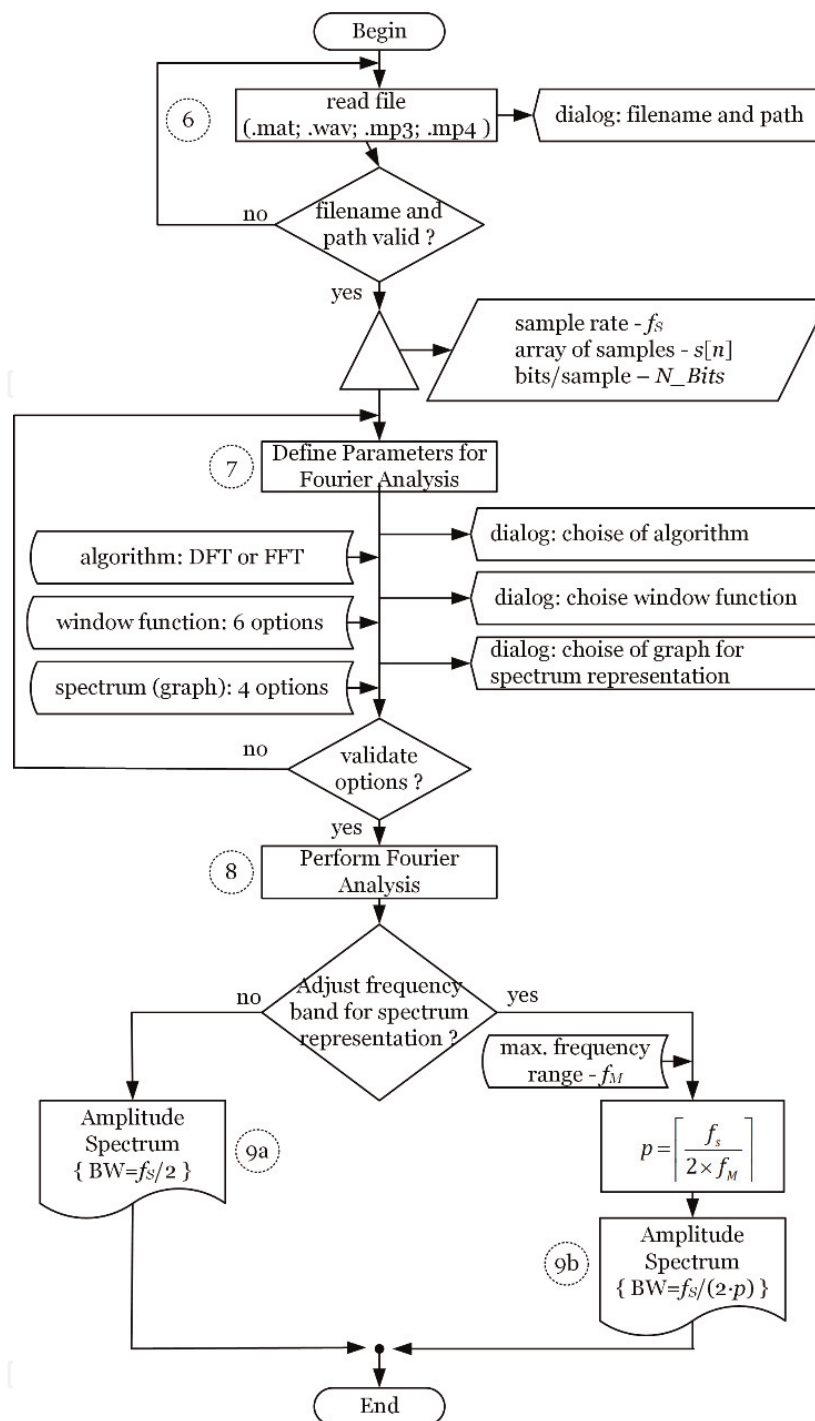 Begin
6
read file
(.mat; .wav; .mp3; .mp4 )
dialog: filename and path
no
filename and
path valid ?
yes
sample rate - fS
array of samples - s[n]
bits/sample – N_Bits
7
Define Parameters for
Fourier Analysis
dialog: choise of algorithm
algorithm: DFT or FFT
dialog: choise window function
window function: 6 options
dialog: choise of graph for
spectrum representation
spectrum (graph): 4 options
no
validate
options ?
yes
8
Perform Fourier
Analysis
no
Adjust frequency
band for spectrum
representation ?
yes
max. frequency
range - fM
Amplitude
Spectrum
{ BW=fS/2 }
9a
p = ⌈ fs / 2 × fM ⌉
9b
Amplitude
Spectrum
{ BW=fS/(2·p) }
End